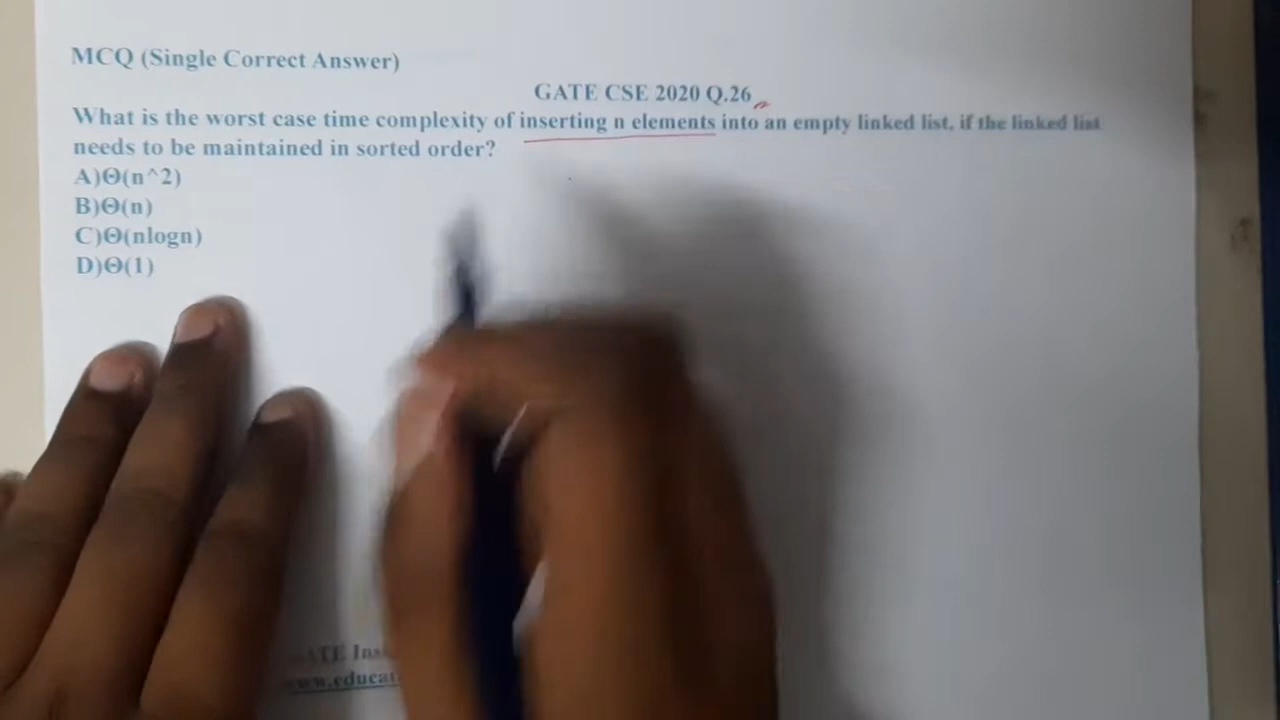 MCQ (Single Correct Answer)
GATE CSE 2020 Q.26
What is the worst case time complexity of inserting n elements into an empty linked list, if the linked list
needs to be maintained in sorted order?
A)Θ(n^2)
B)Θ(n)
C)Θ(nlogn)
D)Θ(1)